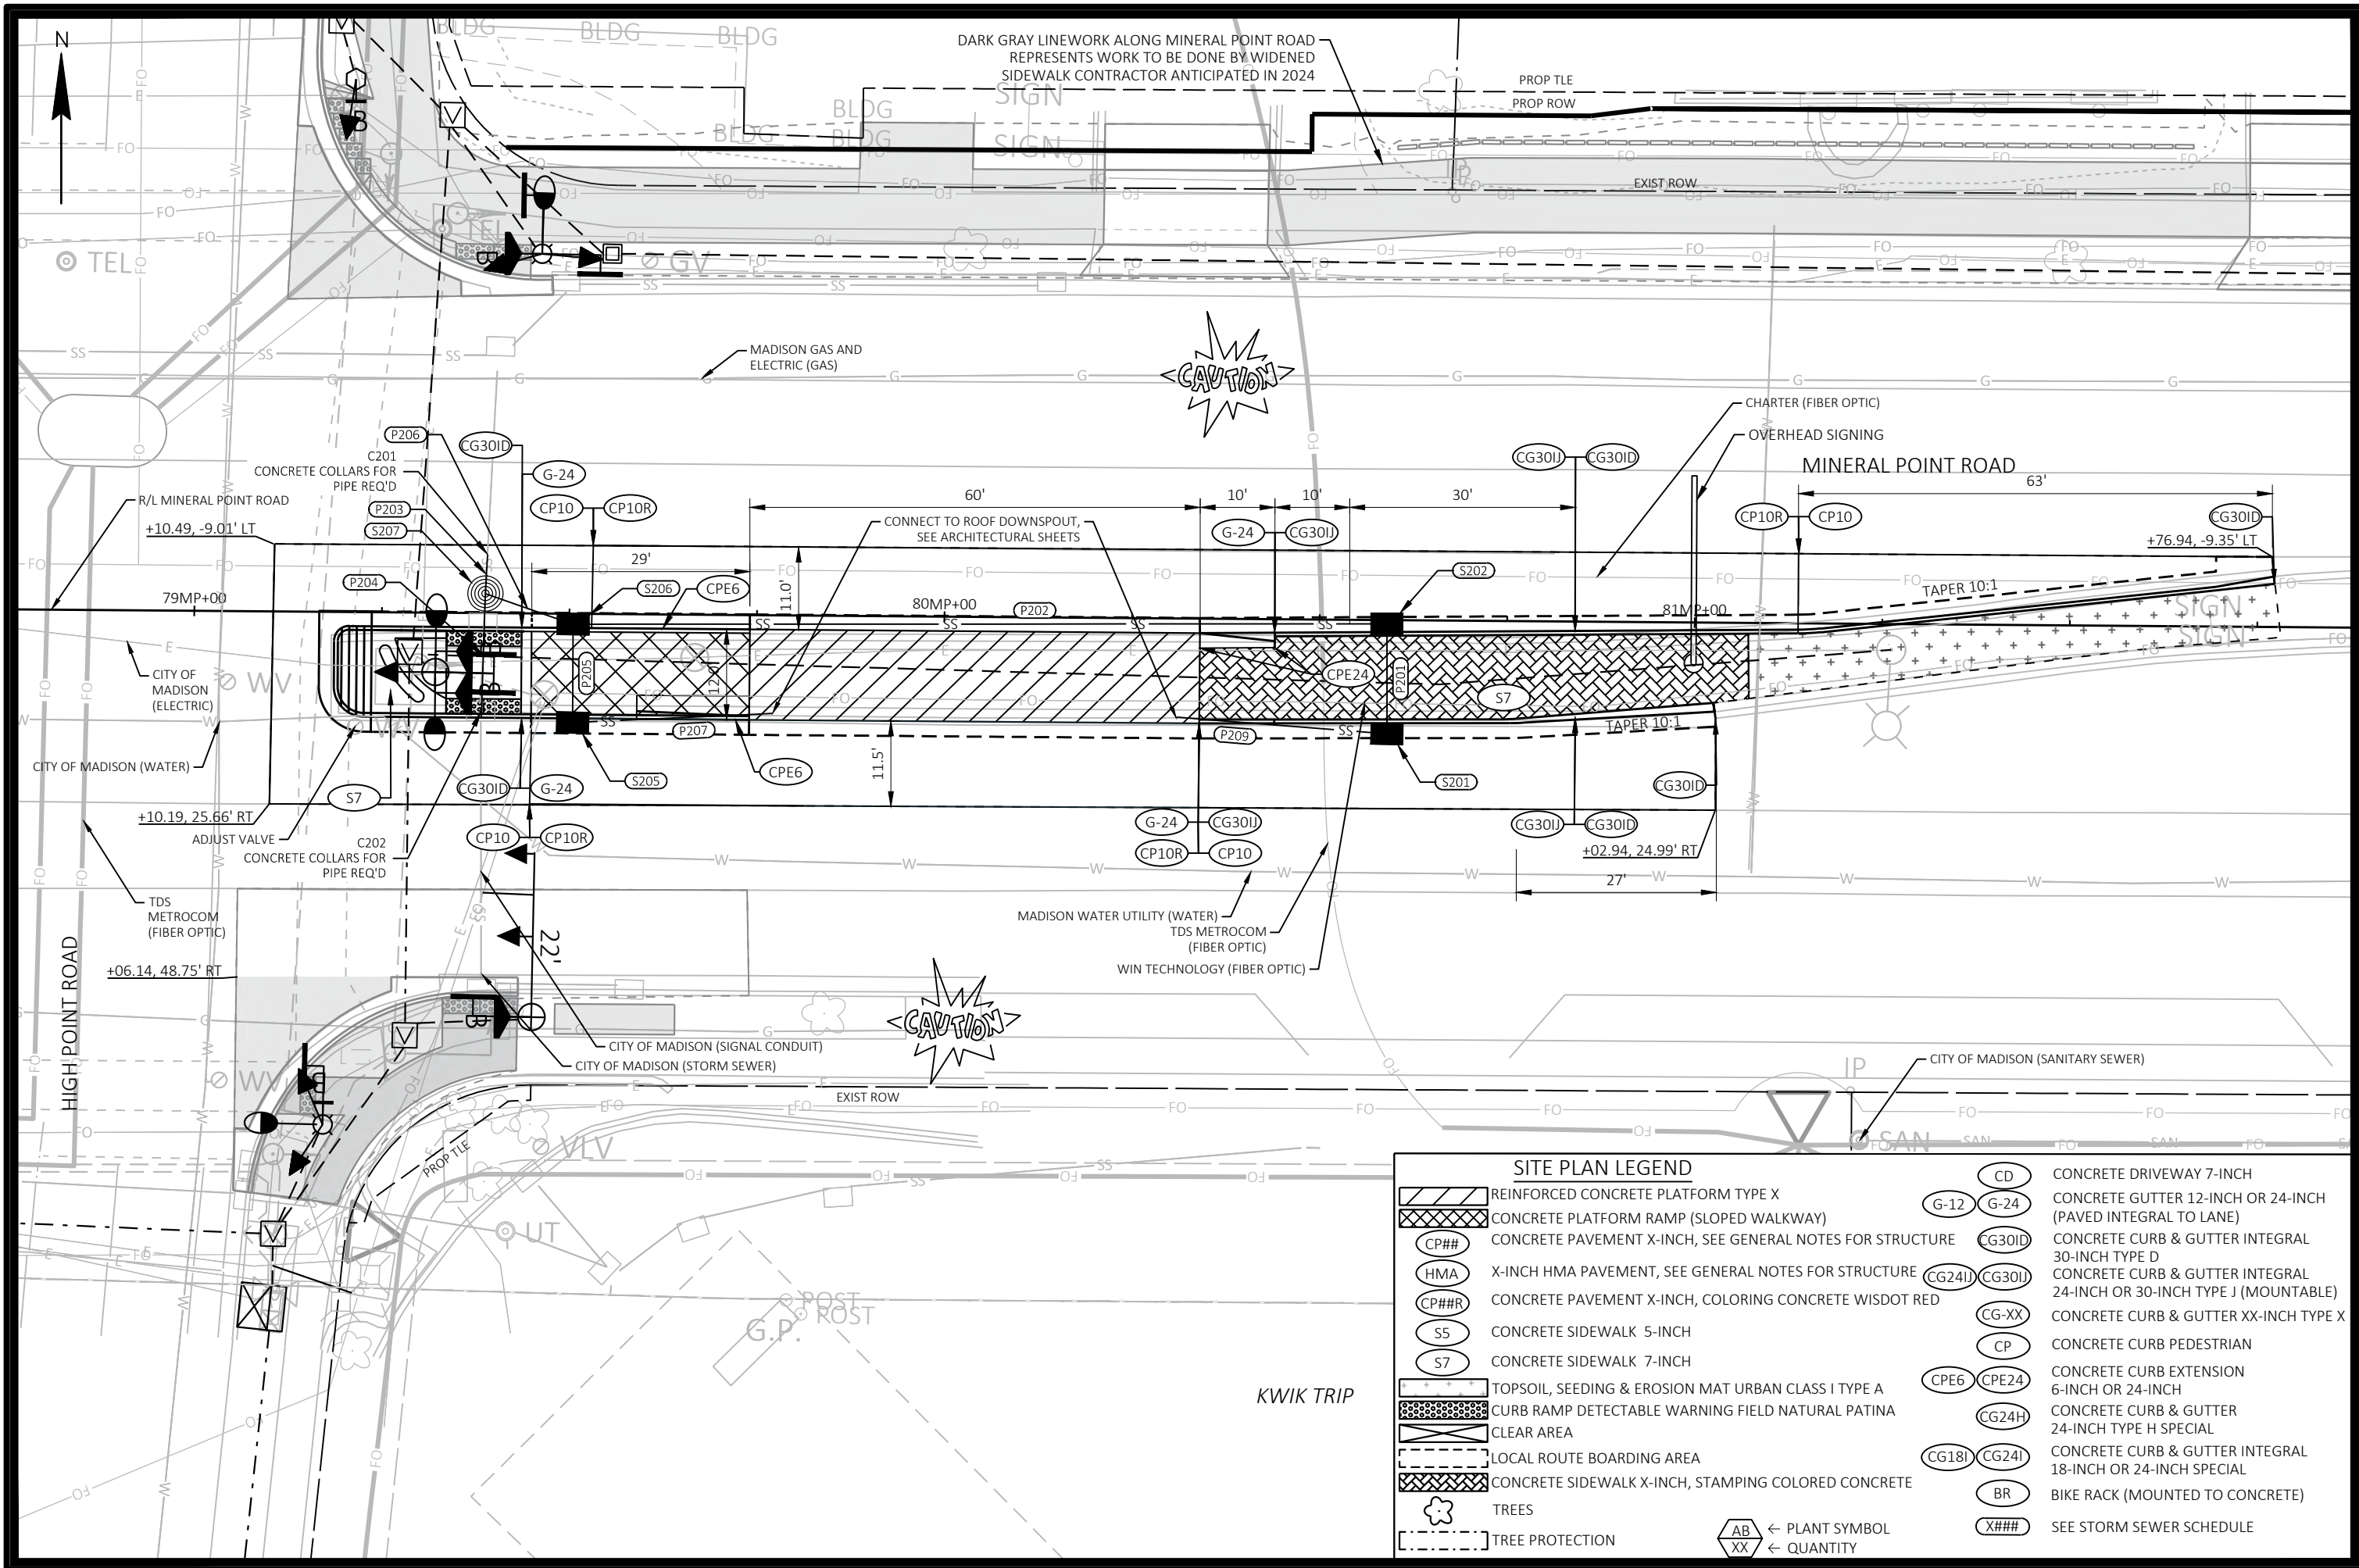 N
BLDG
BLDG
BLDG
DARK GRAY LINEWORK ALONG MINERAL POINT ROAD
REPRESENTS WORK TO BE DONE BY WIDENED
SIDEWALK CONTRACTOR ANTICIPATED IN 2024
PROP TLE
PROP ROW
SIGN
BLDG
BLDG
BLDG
SIGN
IP
EXIST ROW
TEL
TEL
GV
MADISON GAS AND
ELECTRIC (GAS)
CAUTION
CHARTER (FIBER OPTIC)
OVERHEAD SIGNING
MINERAL POINT ROAD
P206
CG30ID
C201
CONCRETE COLLARS FOR
PIPE REQ'D
G-24
CG30IJ
CG30ID
R/L MINERAL POINT ROAD
60'
10'
10'
30'
63'
P203
CP10
CP10R
CP10R
CP10
CG30ID
+10.49, -9.01' LT
S207
CONNECT TO ROOF DOWNSPOUT,
SEE ARCHITECTURAL SHEETS
G-24
CG30IJ
+76.94, -9.35' LT
29'
P204
S206
CPE6
11.0'
S202
TAPER 10:1
79MP+00
80MP+00
P202
81MP+00
SIGN
SIGN
CITY OF
MADISON
(ELECTRIC)
WV
P205
12.0'
CPE24
P201
S7
P207
P209
TAPER 10:1
CITY OF MADISON (WATER)
S7
CG30ID
G-24
S205
CPE6
11.5'
S201
CG30ID
+10.19, 25.66' RT
ADJUST VALVE
C202
CONCRETE COLLARS FOR
PIPE REQ'D
CP10
CP10R
G-24
CG30IJ
CP10R
CP10
CG30IJ
CG30ID
+02.94, 24.99' RT
27'
TDS
METROCOM
(FIBER OPTIC)
22'
MADISON WATER UTILITY (WATER)
TDS METROCOM
(FIBER OPTIC)
WIN TECHNOLOGY (FIBER OPTIC)
HIGH POINT ROAD
+06.14, 48.75' RT
CAUTION
CITY OF MADISON (SIGNAL CONDUIT)
CITY OF MADISON (STORM SEWER)
CITY OF MADISON (SANITARY SEWER)
WV
IP
EXIST ROW
VLV
SAN
PROP TLE
UT
POST
POST
G.P.
KWIK TRIP
SITE PLAN LEGEND
REINFORCED CONCRETE PLATFORM TYPE X
CONCRETE PLATFORM RAMP (SLOPED WALKWAY)
CP## CONCRETE PAVEMENT X-INCH, SEE GENERAL NOTES FOR STRUCTURE
HMA X-INCH HMA PAVEMENT, SEE GENERAL NOTES FOR STRUCTURE
CP##R CONCRETE PAVEMENT X-INCH, COLORING CONCRETE WISDOT RED
S5 CONCRETE SIDEWALK 5-INCH
S7 CONCRETE SIDEWALK 7-INCH
TOPSOIL, SEEDING & EROSION MAT URBAN CLASS I TYPE A
CURB RAMP DETECTABLE WARNING FIELD NATURAL PATINA
CLEAR AREA
LOCAL ROUTE BOARDING AREA
CONCRETE SIDEWALK X-INCH, STAMPING COLORED CONCRETE
TREES
TREE PROTECTION
AB ← PLANT SYMBOL
XX ← QUANTITY
CD CONCRETE DRIVEWAY 7-INCH
G-12 G-24 CONCRETE GUTTER 12-INCH OR 24-INCH
(PAVED INTEGRAL TO LANE)
CG30ID CONCRETE CURB & GUTTER INTEGRAL
30-INCH TYPE D
CG24IJ CG30IJ CONCRETE CURB & GUTTER INTEGRAL
24-INCH OR 30-INCH TYPE J (MOUNTABLE)
CG-XX CONCRETE CURB & GUTTER XX-INCH TYPE X
CP CONCRETE CURB PEDESTRIAN
CPE6 CPE24 CONCRETE CURB EXTENSION
6-INCH OR 24-INCH
CG24H CONCRETE CURB & GUTTER
24-INCH TYPE H SPECIAL
CG18I CG24I CONCRETE CURB & GUTTER INTEGRAL
18-INCH OR 24-INCH SPECIAL
BR BIKE RACK (MOUNTED TO CONCRETE)
X### SEE STORM SEWER SCHEDULE